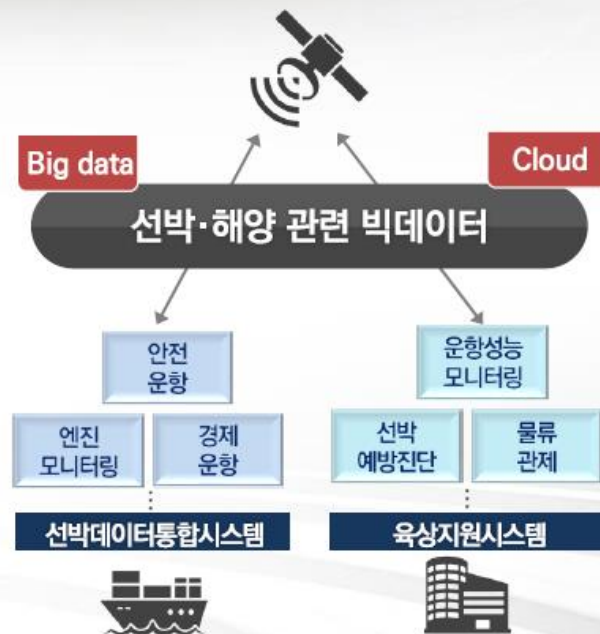 Big data
Cloud
선박·해양 관련 빅데이터
안전
운항
엔진
모니터링
경제
운항
운항성능
모니터링
선박
예방진단
물류
관제
선박데이터통합시스템
육상지원시스템